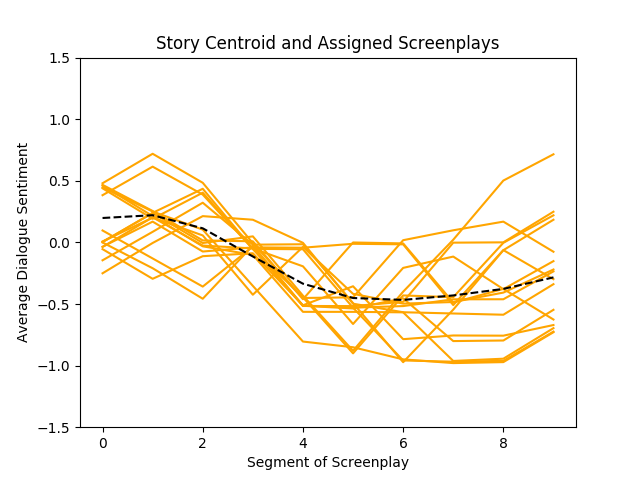 Story Centroid and Assigned Screenplays
1.5
1.0
0.5
0.0
−0.5
−1.0
−1.5
Average Dialogue Sentiment
0 2 4 6 8
Segment of Screenplay